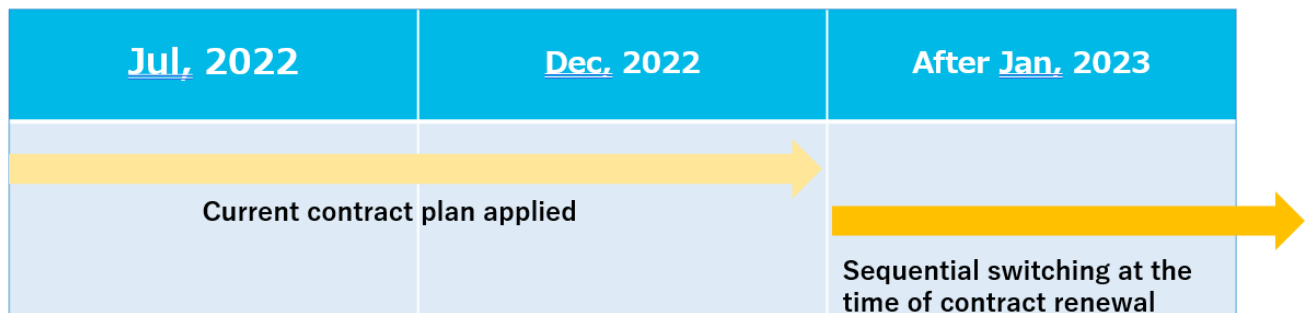 Jul, 2022
Dec, 2022
After Jan, 2023
Current contract plan applied
Sequential switching at the
time of contract renewal